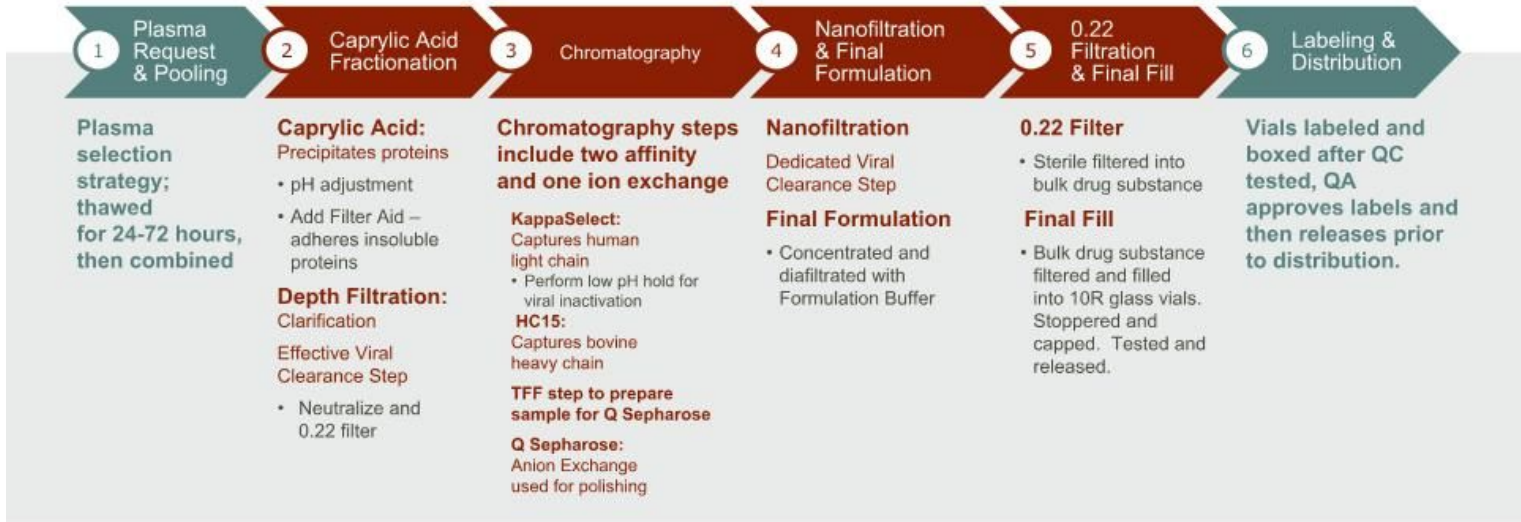 1
Plasma
Request
& Pooling
2
Caprylic Acid
Fractionation
3
Chromatography
4
Nanofiltration
& Final
Formulation
5
0.22
Filtration
& Final Fill
6
Labeling &
Distribution
Plasma
selection
strategy;
thawed
for 24-72 hours,
then combined
Caprylic Acid:
Precipitates proteins
• pH adjustment
• Add Filter Aid –
adheres insoluble
proteins
Depth Filtration:
Clarification
Effective Viral
Clearance Step
• Neutralize and
0.22 filter
Chromatography steps
include two affinity
and one ion exchange
KappaSelect:
Captures human
light chain
• Perform low pH hold for
viral inactivation
HC15:
Captures bovine
heavy chain
TFF step to prepare
sample for Q Sepharose
Q Sepharose:
Anion Exchange
used for polishing
Nanofiltration
Dedicated Viral
Clearance Step
Final Formulation
• Concentrated and
diafiltrated with
Formulation Buffer
0.22 Filter
• Sterile filtered into
bulk drug substance
Final Fill
• Bulk drug substance
filtered and filled
into 10R glass vials.
Stoppered and
capped. Tested and
released.
Vials labeled and
boxed after QC
tested, QA
approves labels and
then releases prior
to distribution.